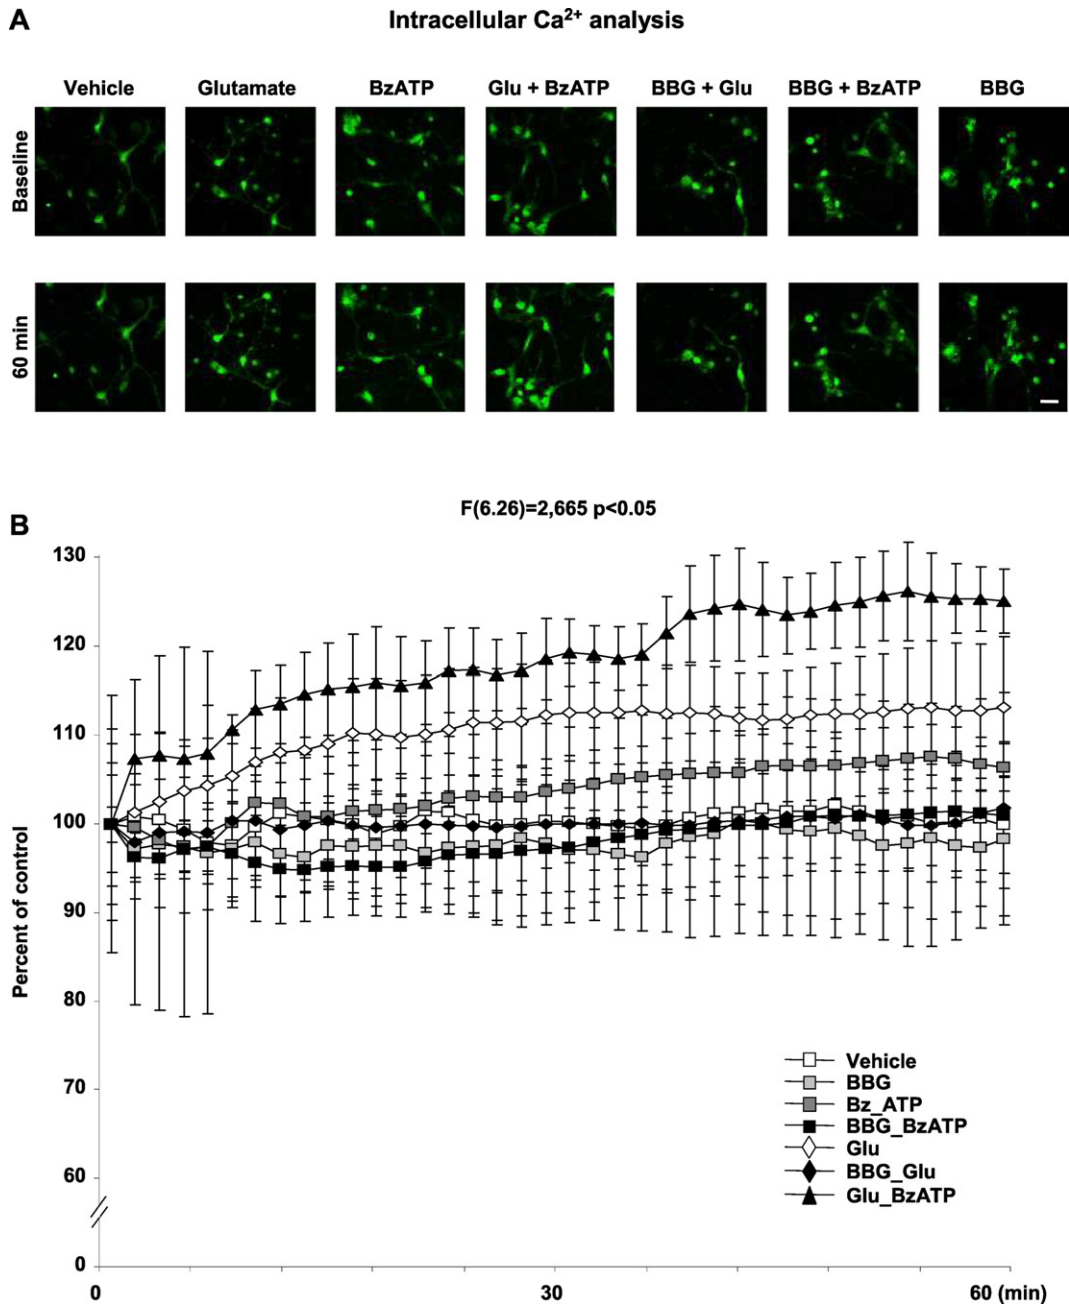 A
Intracellular Ca²⁺ analysis
Vehicle Glutamate BzATP Glu + BzATP BBG + Glu BBG + BzATP BBG
Baseline
60 min
F(6.26)=2,665 p<0.05
B
130
120
110
100
90
80
70
60
0
Percent of control
Vehicle
BBG
Bz_ATP
BBG_BzATP
Glu
BBG_Glu
Glu_BzATP
0 30 60 (min)